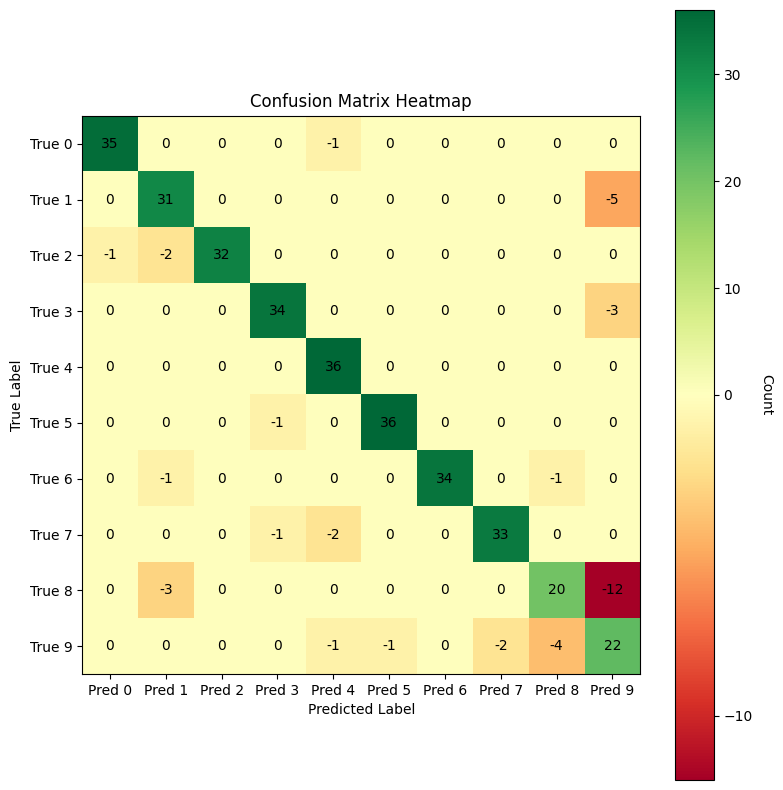 Confusion Matrix Heatmap
True 0 35 0 0 0 -1 0 0 0 0 0
True 1 0 31 0 0 0 0 0 0 0 -5
True 2 -1 -2 32 0 0 0 0 0 0 0
True 3 0 0 0 34 0 0 0 0 0 -3
True 4 0 0 0 0 36 0 0 0 0 0
True 5 0 0 0 -1 0 36 0 0 0 0
True 6 0 -1 0 0 0 0 34 0 -1 0
True 7 0 0 0 -1 -2 0 0 33 0 0
True 8 0 -3 0 0 0 0 0 0 20 -12
True 9 0 0 0 0 -1 -1 0 -2 -4 22
Pred 0 Pred 1 Pred 2 Pred 3 Pred 4 Pred 5 Pred 6 Pred 7 Pred 8 Pred 9
Predicted Label
True Label
30
20
10
0
−10
Count